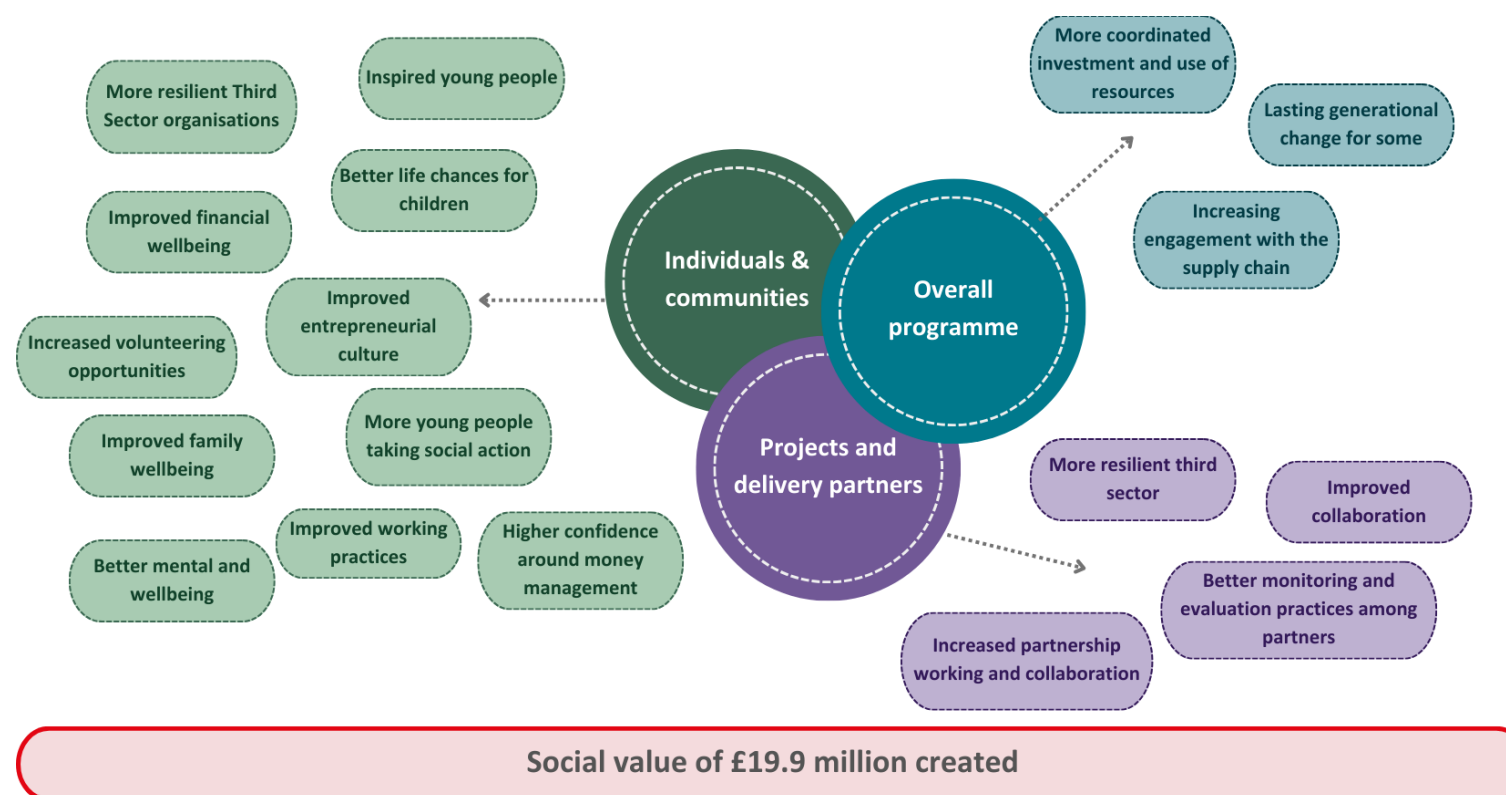 More resilient Third
Sector organisations
Inspired young people
Better life chances for
children
Improved financial
wellbeing
Improved
entrepreneurial
culture
Increased volunteering
opportunities
More young people
taking social action
Improved family
wellbeing
Improved working
practices
Higher confidence
around money
management
Better mental and
wellbeing
Individuals &
communities
Overall
programme
Projects and
delivery partners
More coordinated
investment and use of
resources
Lasting generational
change for some
Increasing
engagement with the
supply chain
More resilient third
sector
Improved
collaboration
Better monitoring and
evaluation practices among
partners
Increased partnership
working and collaboration
Social value of £19.9 million created